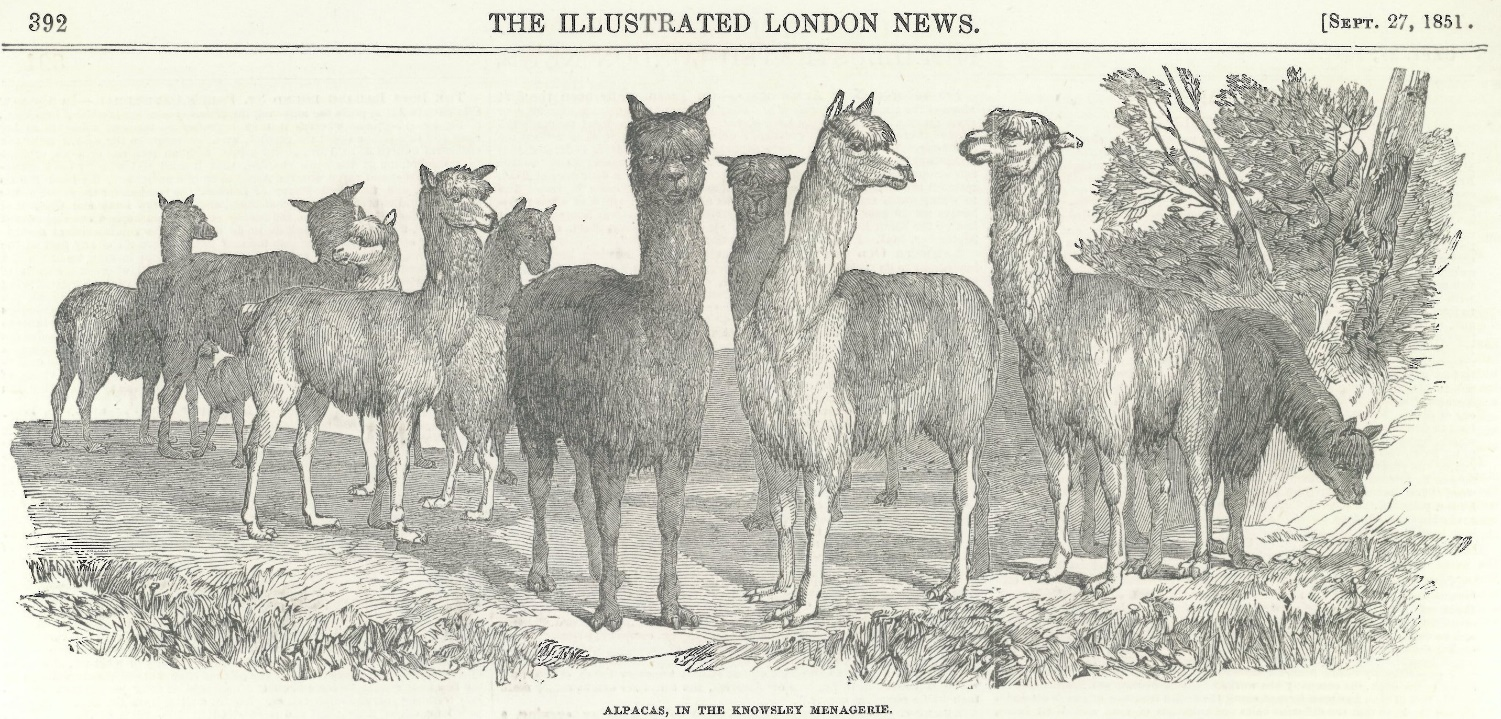 392 THE ILLUSTRATED LONDON NEWS. [SEPT. 27, 1851.
ALPACAS, IN THE KNOWSLEY MENAGERIE.